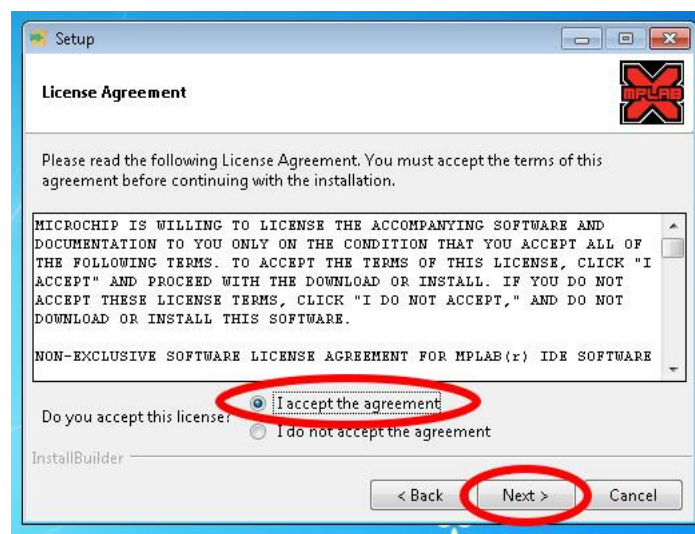 Setup
License Agreement
MPLAB
Please read the following License Agreement. You must accept the terms of this
agreement before continuing with the installation.
MICROCHIP IS WILLING TO LICENSE THE ACCOMPANYING SOFTWARE AND
DOCUMENTATION TO YOU ONLY ON THE CONDITION THAT YOU ACCEPT ALL OF
THE FOLLOWING TERMS. TO ACCEPT THE TERMS OF THIS LICENSE, CLICK "I
ACCEPT" AND PROCEED WITH THE DOWNLOAD OR INSTALL. IF YOU DO NOT
ACCEPT THESE LICENSE TERMS, CLICK "I DO NOT ACCEPT," AND DO NOT
DOWNLOAD OR INSTALL THIS SOFTWARE.
NON-EXCLUSIVE SOFTWARE LICENSE AGREEMENT FOR MPLAB(r) IDE SOFTWARE
Do you accept this license?
I accept the agreement
I do not accept the agreement
InstallBuilder
< Back Next > Cancel